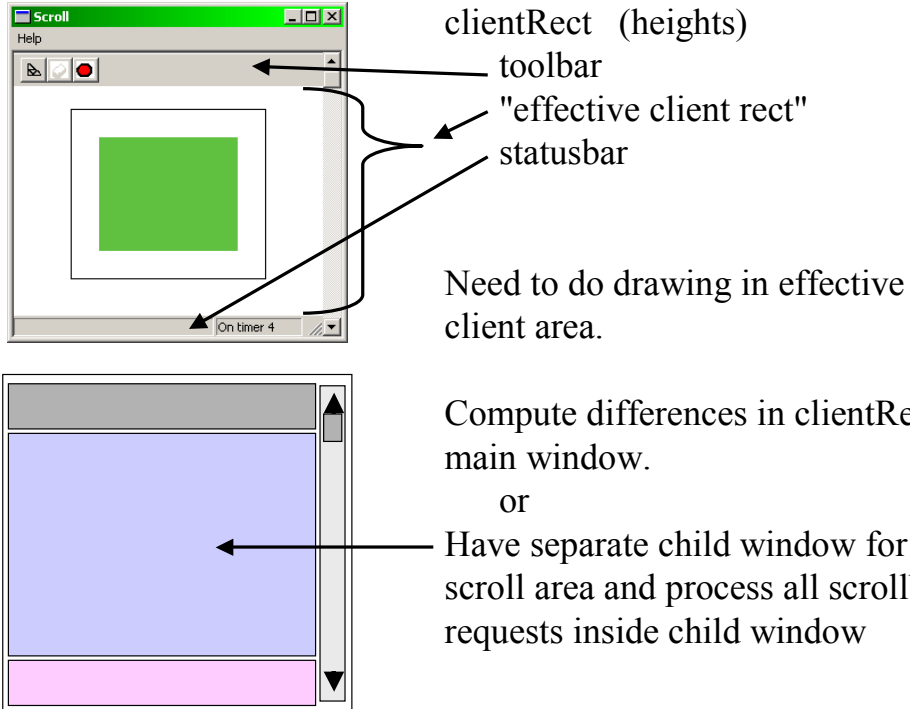 Scroll
Help
On timer 4
clientRect (heights)
toolbar
"effective client rect"
statusbar
Need to do drawing in effective
client area.
Compute differences in clientRe
main window.
or
Have separate child window for
scroll area and process all scroll
requests inside child window